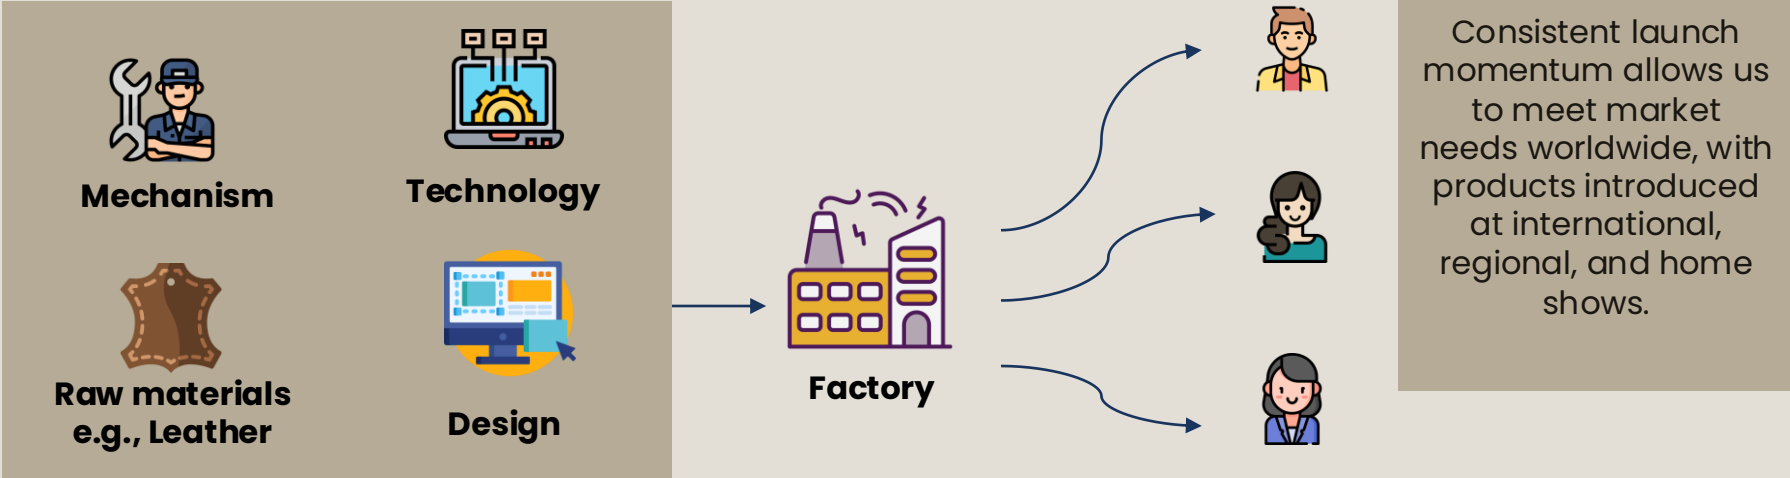 Mechanism
Technology
Raw materials
e.g., Leather
Design
Factory
Consistent launch
momentum allows us
to meet market
needs worldwide, with
products introduced
at international,
regional, and home
shows.